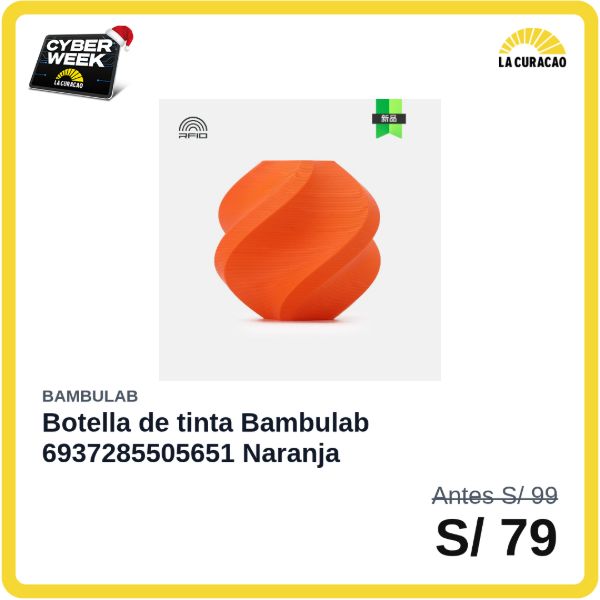 CYBER
WEEK
LA CURACAO
LA CURACAO
RFID
新品
BAMBULAB
Botella de tinta Bambulab
6937285505651 Naranja
Antes S/ 99
S/ 79